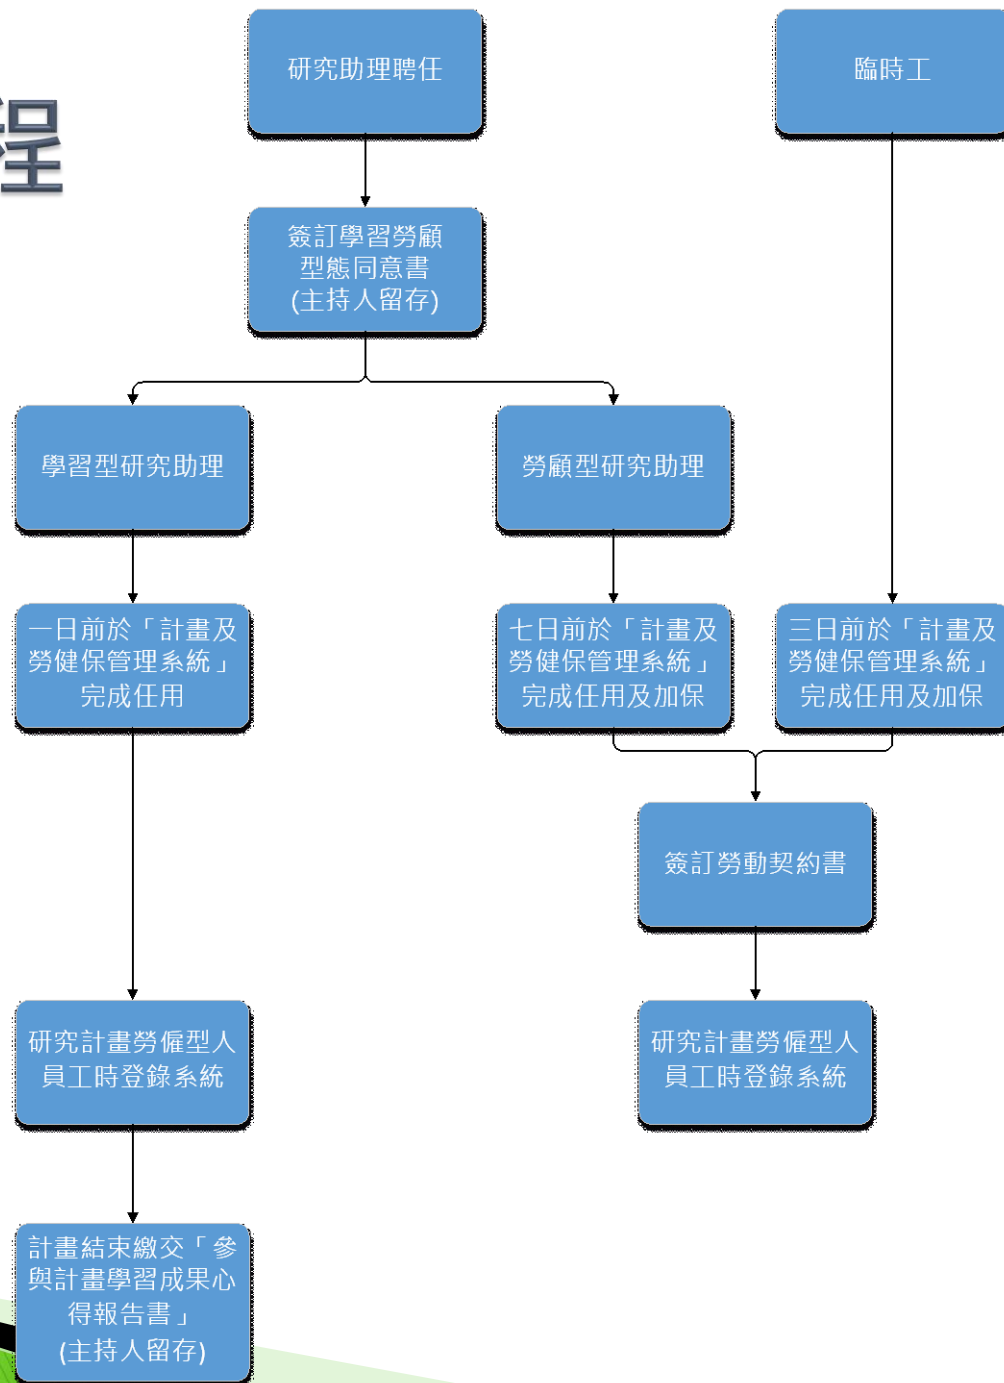 程
研究助理聘任
臨時工
簽訂學習勞顧
型態同意書
(主持人留存)
學習型研究助理
勞顧型研究助理
一日前於「計畫及
勞健保管理系統」
完成任用
七日前於「計畫及
勞健保管理系統」
完成任用及加保
三日前於「計畫及
勞健保管理系統」
完成任用及加保
簽訂勞動契約書
研究計畫勞僱型人
員工時登錄系統
研究計畫勞僱型人
員工時登錄系統
計畫結束繳交「參
與計畫學習成果心
得報告書」
(主持人留存)